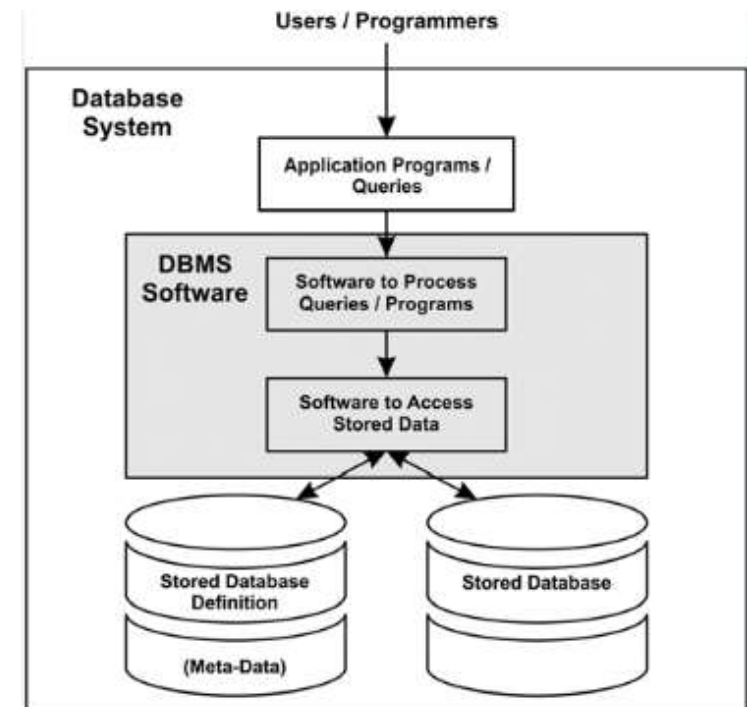 Users / Programmers
Database
System
Application Programs /
Queries
DBMS
Software
Software to Process
Queries / Programs
Software to Access
Stored Data
Stored Database
Definition
(Meta-Data)
Stored Database